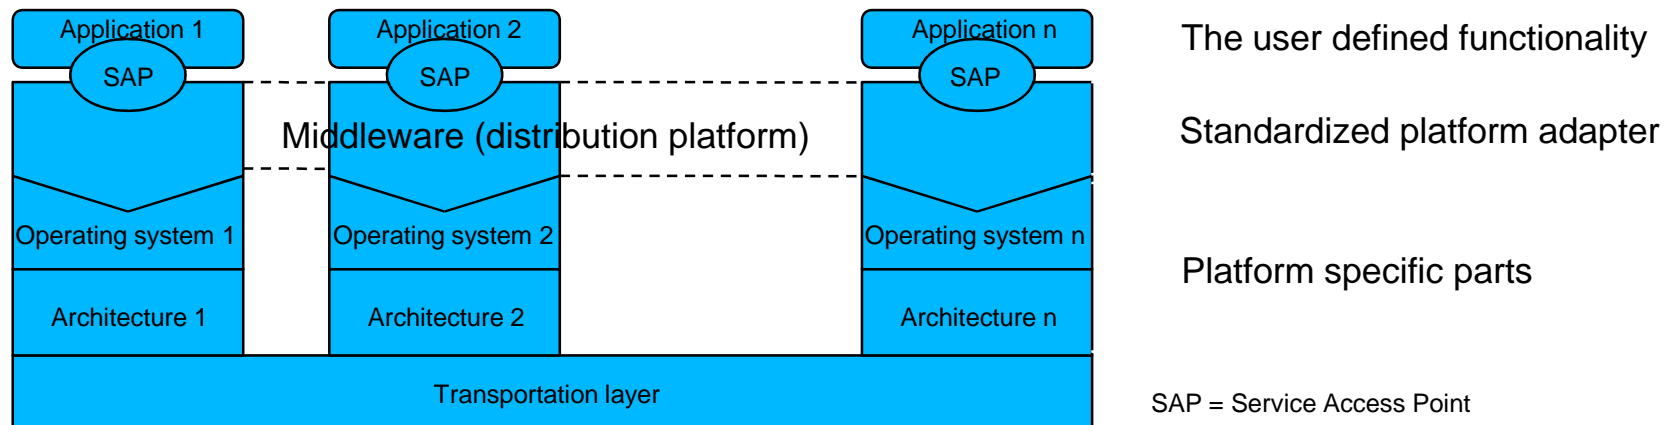 Application 1
Application 2
Application n
The user defined functionality
SAP
SAP
SAP
Middleware (distribution platform)
Standardized platform adapter
Operating system 1
Operating system 2
Operating system n
Platform specific parts
Architecture 1
Architecture 2
Architecture n
Transportation layer
SAP = Service Access Point